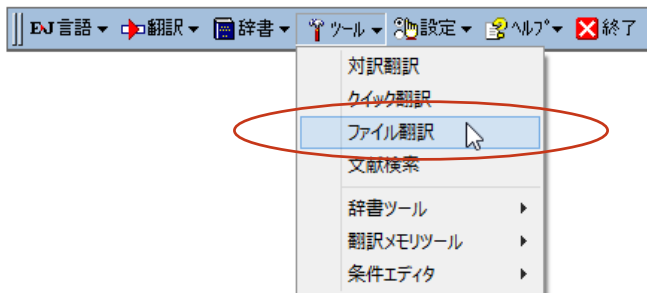 EJ言語 翻訳 辞書 ツール 設定 ヘルプ 終了
対訳翻訳
クイック翻訳
ファイル翻訳
文献検索
辞書ツール
翻訳メモリツール
条件エディタ